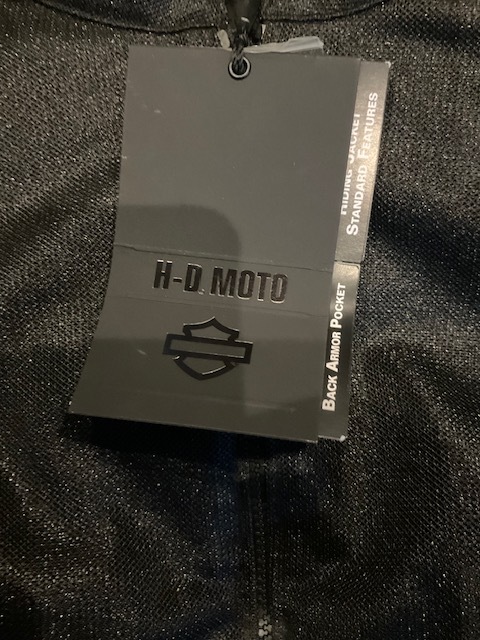 RIDING JACKET
STANDARD FEATURES
H-D MOTO
BACK ARMOR POCKET